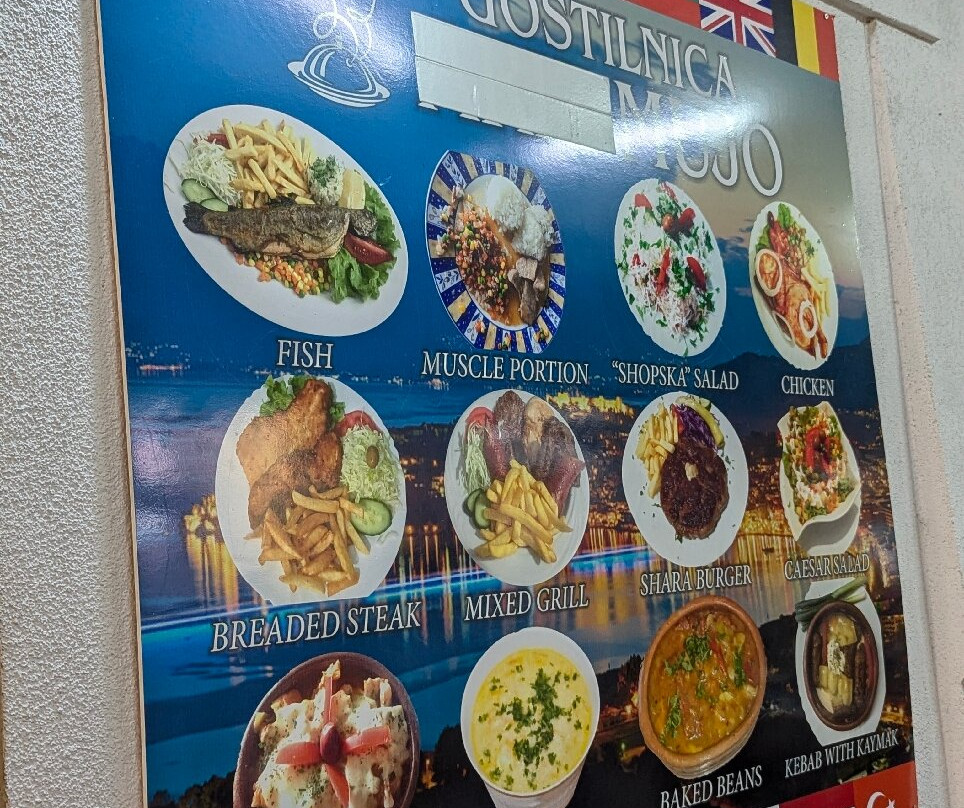 GOSTILNICA
MOJO
FISH
MUSCLE PORTION
"SHOPSKA" SALAD
CHICKEN
BREADED STEAK
MIXED GRILL
SHARA BURGER
CAESAR SALAD
BAKED BEANS
KEBAB WITH KAYMAK